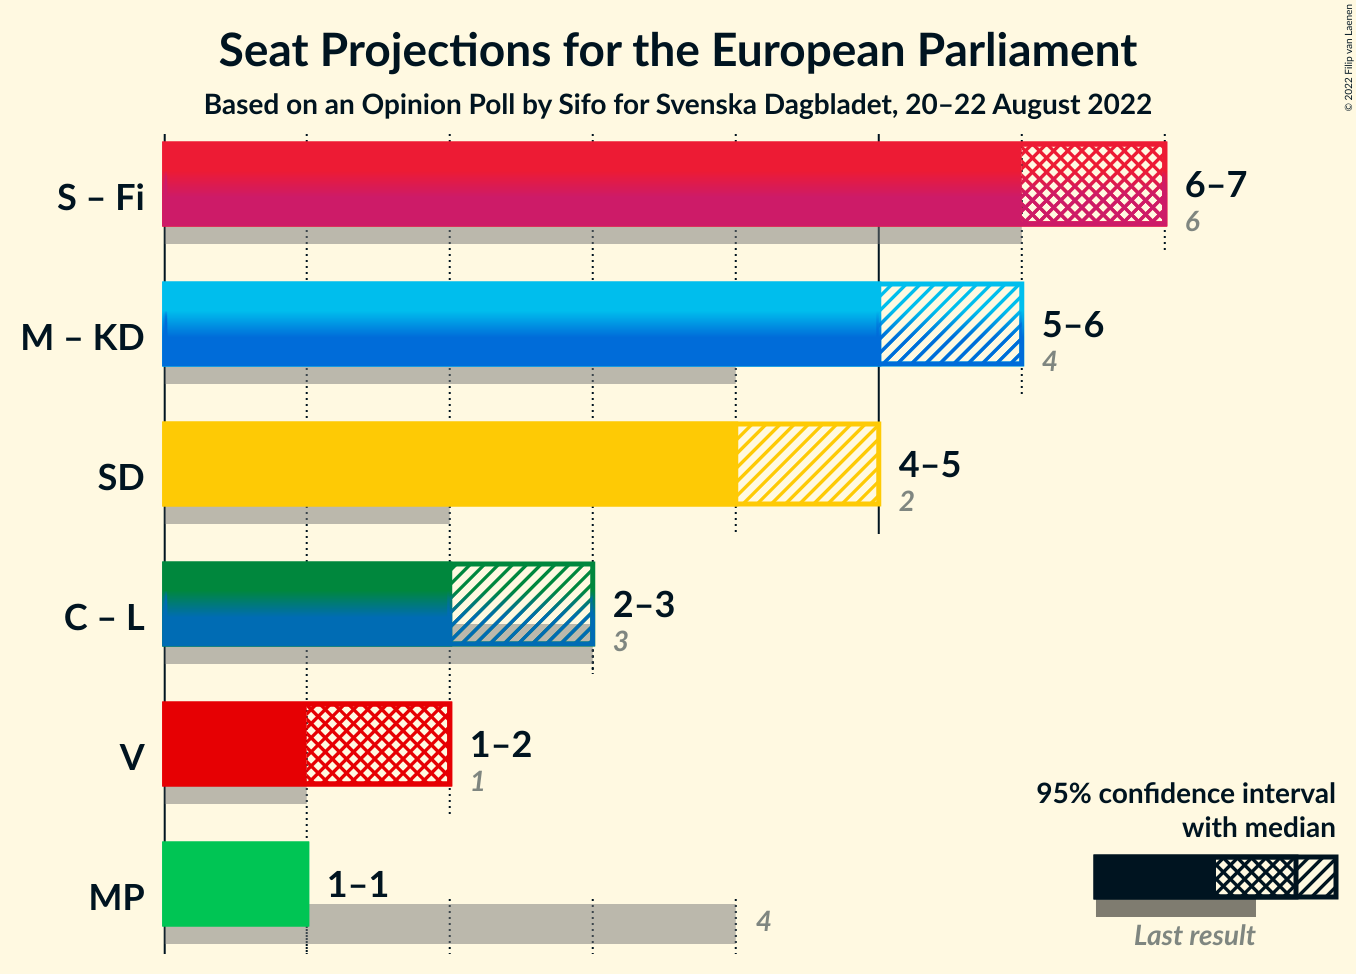 Seat Projections for the European Parliament
Based on an Opinion Poll by Sifo for Svenska Dagbladet, 20–22 August 2022
© 2022 Filip van Laenen
S – Fi
6–7
6
M – KD
5–6
4
SD
4–5
2
C – L
2–3
3
V
1–2
1
MP
1–1
4
95% confidence interval
with median
Last result